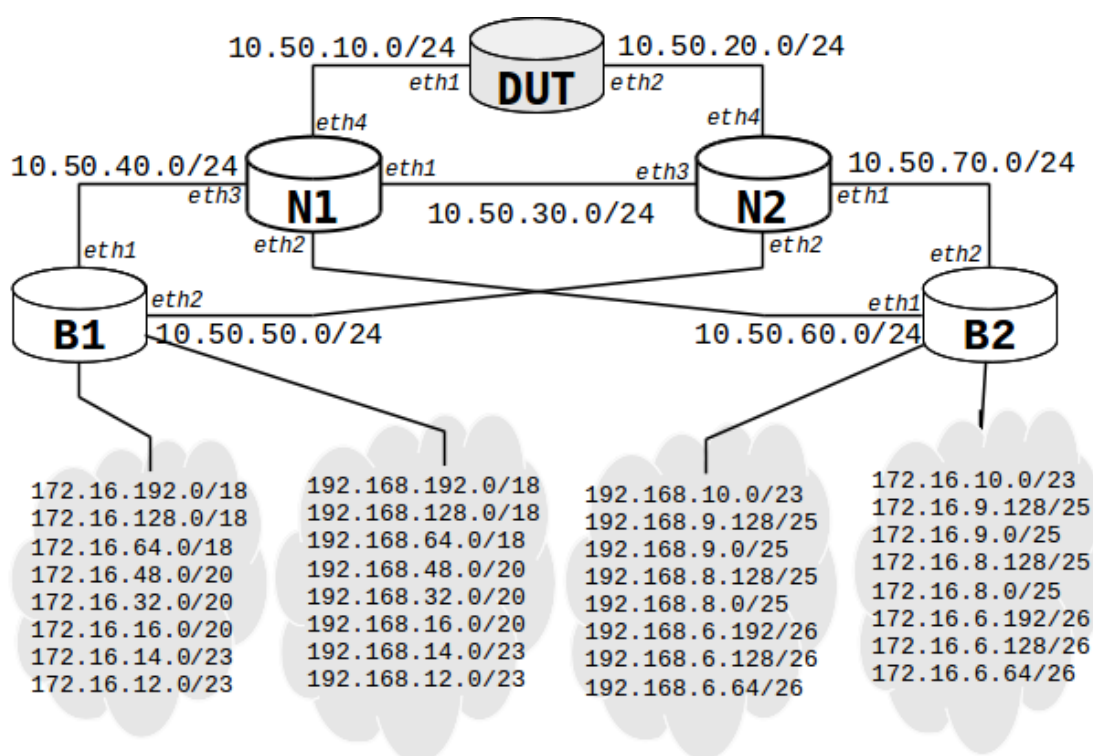 10.50.10.0/24
10.50.20.0/24
eth1
DUT
eth2
eth4
eth4
10.50.40.0/24
eth1
eth3
10.50.70.0/24
eth3
N1
10.50.30.0/24
N2
eth1
eth2
eth2
eth1
eth2
eth2
eth1
B1
10.50.50.0/24
10.50.60.0/24
B2
172.16.192.0/18
172.16.128.0/18
172.16.64.0/18
172.16.48.0/20
172.16.32.0/20
172.16.16.0/20
172.16.14.0/23
172.16.12.0/23
192.168.192.0/18
192.168.128.0/18
192.168.64.0/18
192.168.48.0/20
192.168.32.0/20
192.168.16.0/20
192.168.14.0/23
192.168.12.0/23
192.168.10.0/23
192.168.9.128/25
192.168.9.0/25
192.168.8.128/25
192.168.8.0/25
192.168.6.192/26
192.168.6.128/26
192.168.6.64/26
172.16.10.0/23
172.16.9.128/25
172.16.9.0/25
172.16.8.128/25
172.16.8.0/25
172.16.6.192/26
172.16.6.128/26
172.16.6.64/26